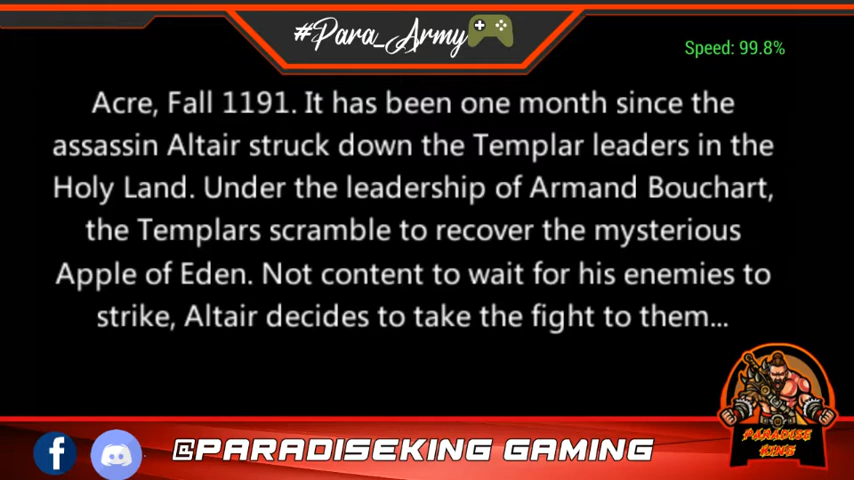 #Para_Army
Speed: 99.8%
Acre, Fall 1191. It has been one month since the
assassin Altair struck down the Templar leaders in the
Holy Land. Under the leadership of Armand Bouchart,
the Templars scramble to recover the mysterious
Apple of Eden. Not content to wait for his enemies to
strike, Altair decides to take the fight to them...
PARADISE
KING
f
@PARADISEKING GAMING